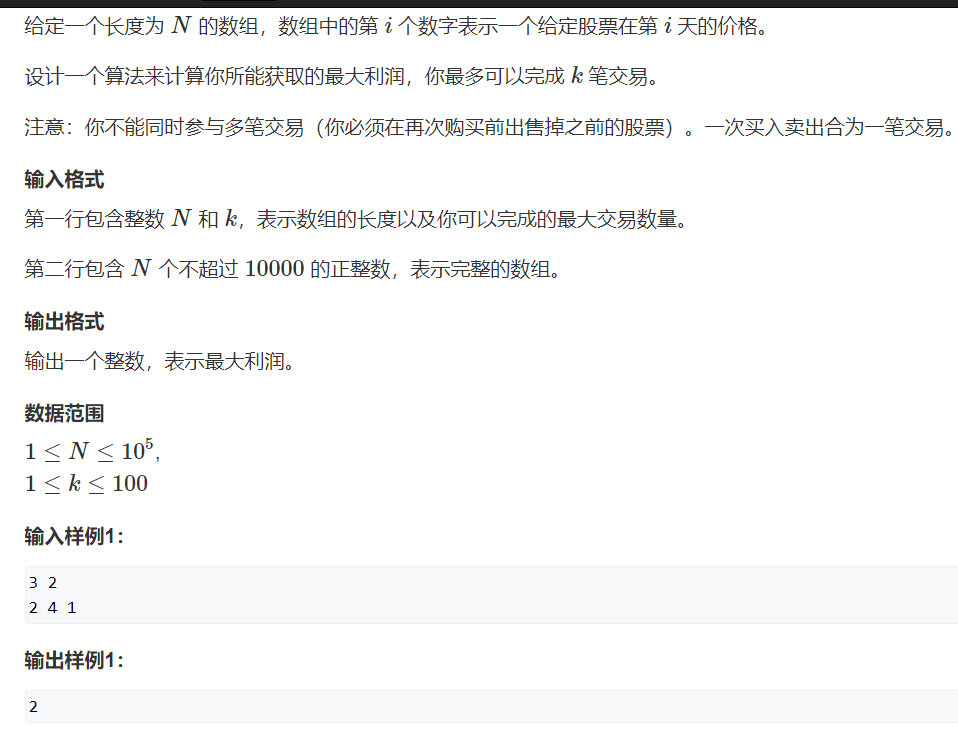 给定一个长度为 N 的数组，数组中的第 i 个数字表示一个给定股票在第 i 天的价格。
设计一个算法来计算你所能获取的最大利润，你最多可以完成 k 笔交易。
注意：你不能同时参与多笔交易（你必须在再次购买前出售掉之前的股票）。一次买入卖出合为一笔交易。
输入格式
第一行包含整数 N 和 k，表示数组的长度以及你可以完成的最大交易数量。
第二行包含 N 个不超过 10000 的正整数，表示完整的数组。
输出格式
输出一个整数，表示最大利润。
数据范围
1 ≤ N ≤ 10⁵,
1 ≤ k ≤ 100
输入样例1：
3 2
2 4 1
输出样例1：
2